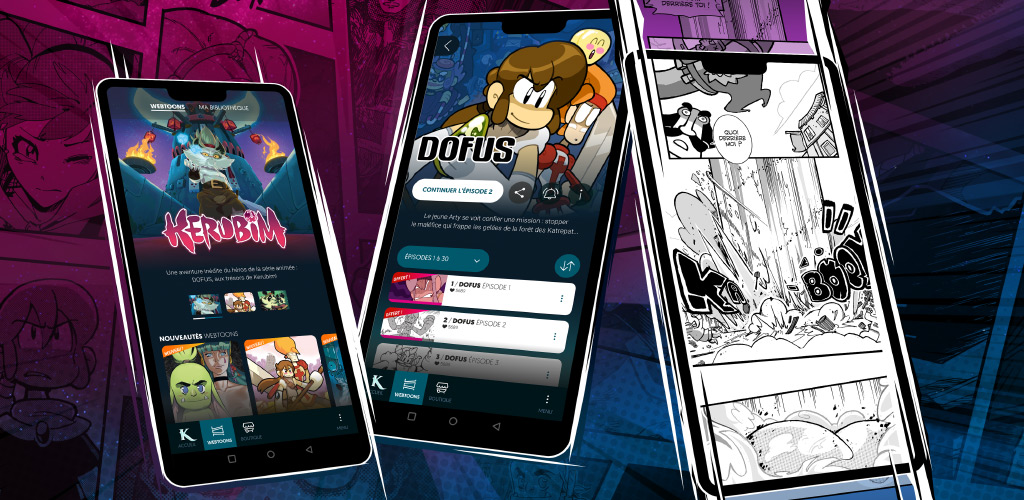 WEBTOONS MA BIBLIOTHÈQUE
KERUBIM
Une aventure inédite du héros de la série animée :
DOFUS, aux trésors de Kerubim!
NOUVEAUTÉS WEBTOONS
K
ACCUEIL
WEBTOONS
BOUTIQUE
MENU
DOFUS
CONTINUER L'ÉPISODE 2
Le jeune Arty se voit confier une mission : stopper
le maléfice qui frappe les gelées de la forêt des Katrepat...
ÉPISODES 1 à 30
OFFERT !
1 / DOFUS ÉPISODE 1
OFFERT !
2 / DOFUS ÉPISODE 2
3 / DOFUS ÉPISODE 3
K
WEBTOONS
BOUTIQUE
MENU
DERRIÈRE TOI !
QUOI
DERRIÈRE
MOI ?